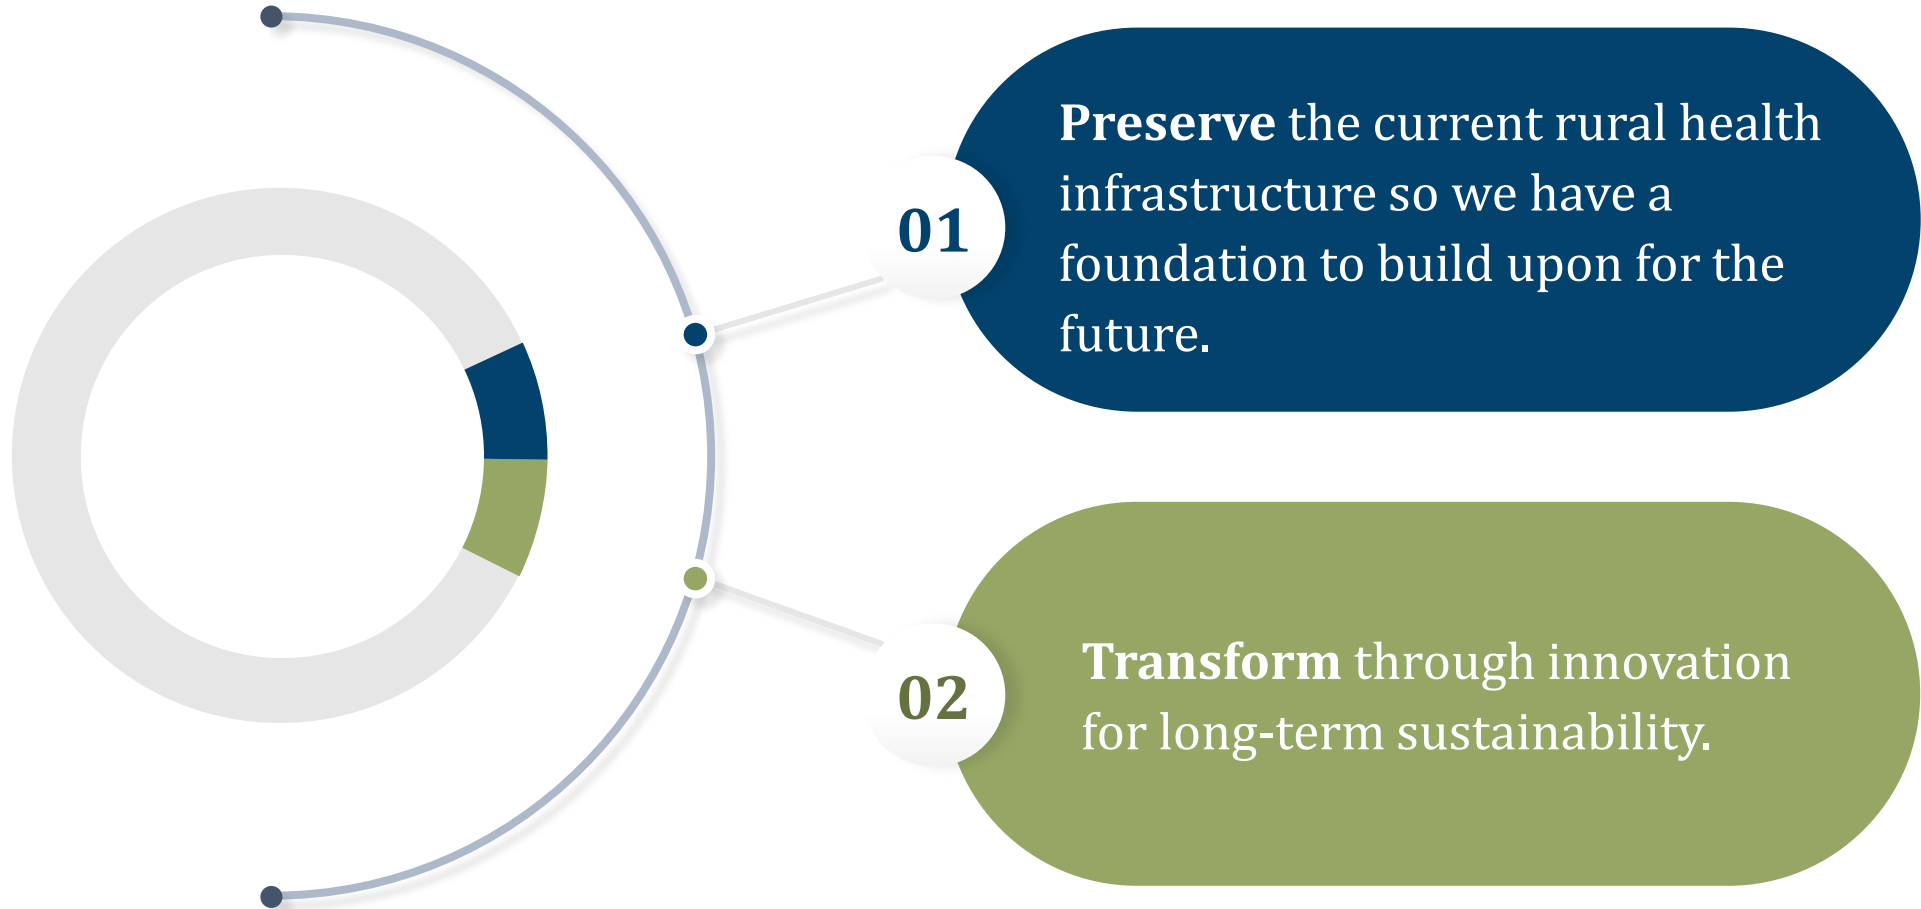 01
Preserve the current rural health
infrastructure so we have a
foundation to build upon for the
future.
02
Transform through innovation
for long-term sustainability.